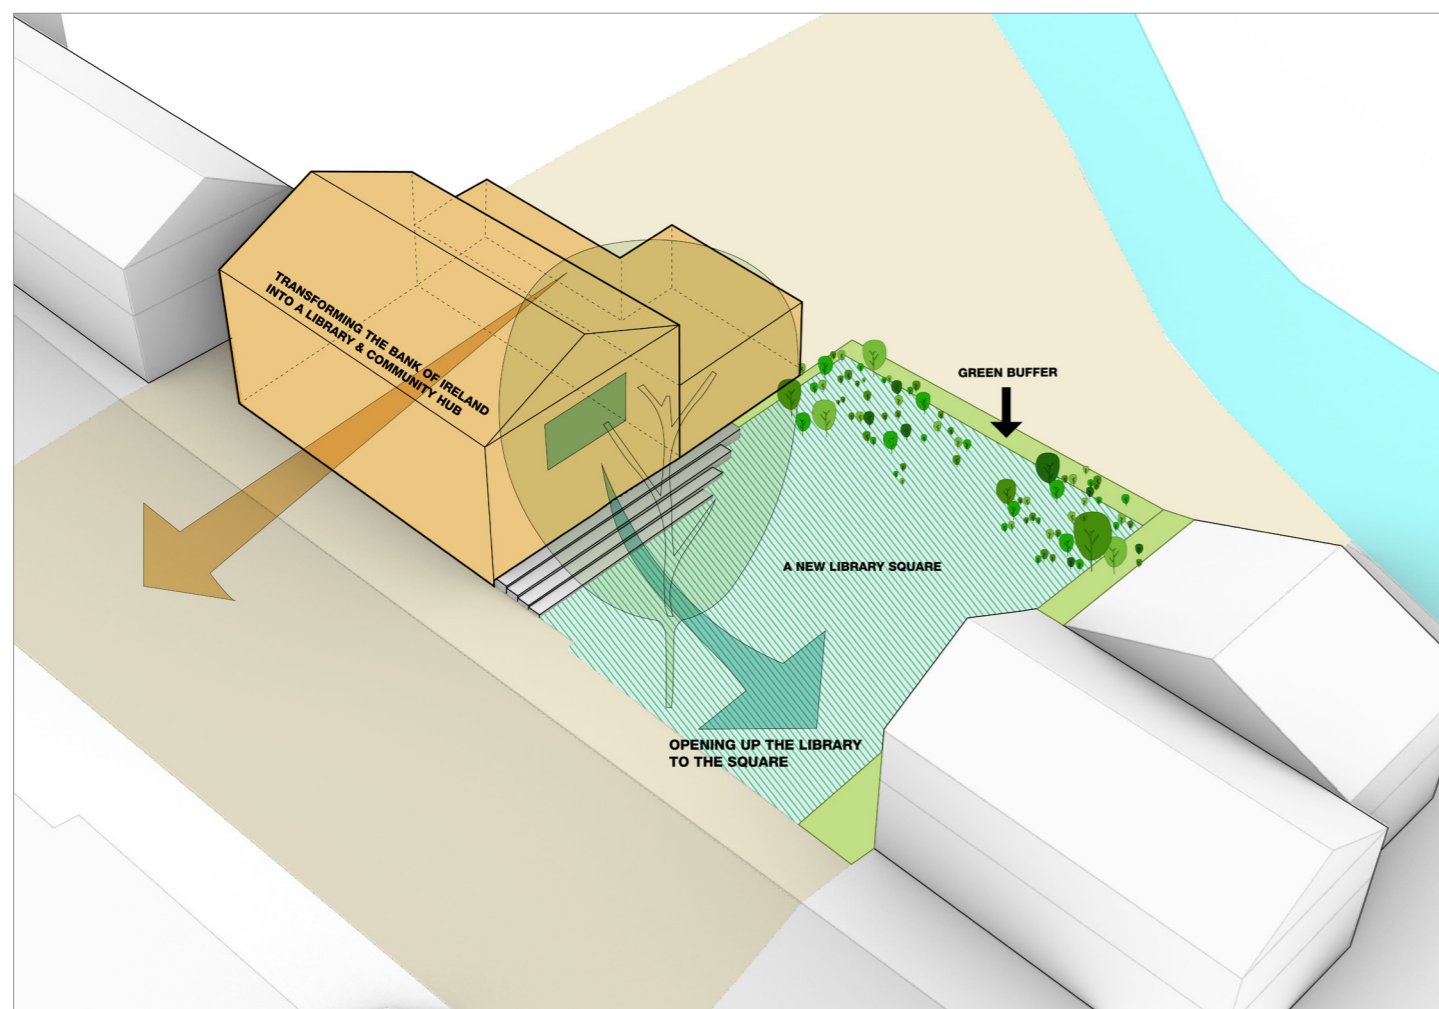 TRANSFORMING THE BANK OF IRELAND
INTO A LIBRARY & COMMUNITY HUB
GREEN BUFFER
A NEW LIBRARY SQUARE
OPENING UP THE LIBRARY
TO THE SQUARE